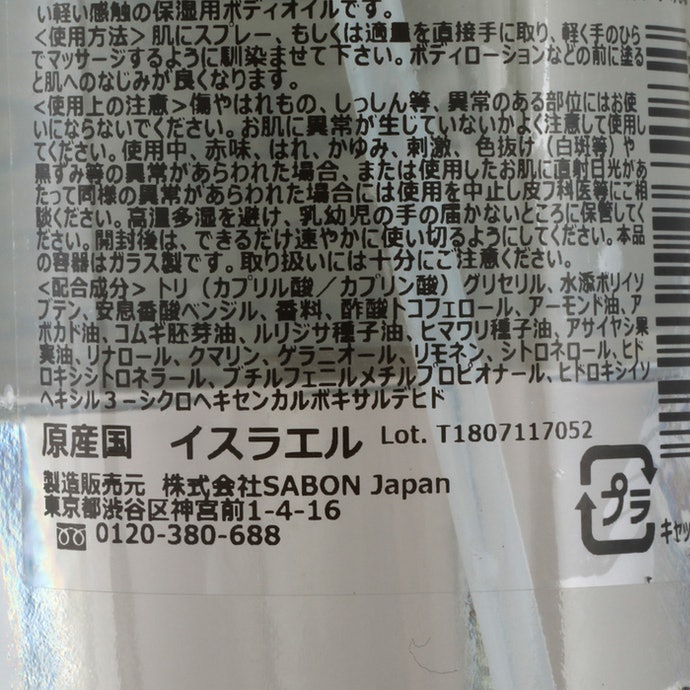 い軽い感触の保湿用ボディオイルです。
＜使用方法＞肌にスプレー、もしくは適量を直接手に取り、軽く手のひら
でマッサージするように馴染ませて下さい。ボディローションなどの前に塗る
と肌へのなじみが良くなります。
＜使用上の注意＞傷やはれもの、しっしん等、異常のある部位にはお使
いにならないでください。お肌に異常が生じていないかよく注意して使用し
てください。使用中、赤味、はれ、かゆみ、刺激、色抜け（白斑等）や
黒ずみ等の異常があらわれた場合、または使用したお肌に直射日光があ
たって同様の異常があらわれた場合には使用を中止し皮フ科医等にご相
談ください。高温多湿を避け、乳幼児の手の届かないところに保管してく
ださい。開封後は、できるだけ速やかに使い切るようにしてください。本品
の容器はガラス製です。取り扱いには十分にご注意ください。
＜配合成分＞トリ（カプリル酸／カプリン酸）グリセリル、水添ポリイソ
ブテン、安息香酸ベンジル、香料、酢酸トコフェロール、アーモンド油、ア
ボカド油、コムギ胚芽油、ルリジサ種子油、ヒマワリ種子油、アサイヤシ果
実油、リナロール、クマリン、ゲラニオール、リモネン、シトロネロール、ヒド
ロキシシトロネラール、ブチルフェニルメチルプロピオナール、ヒドロキシイソ
ヘキシル３－シクロヘキセンカルボキサルデヒド
原産国　イスラエル Lot. T1807117052
製造販売元 株式会社SABON Japan
東京都渋谷区神宮前1-4-16
0120-380-688
プラ
キャッ